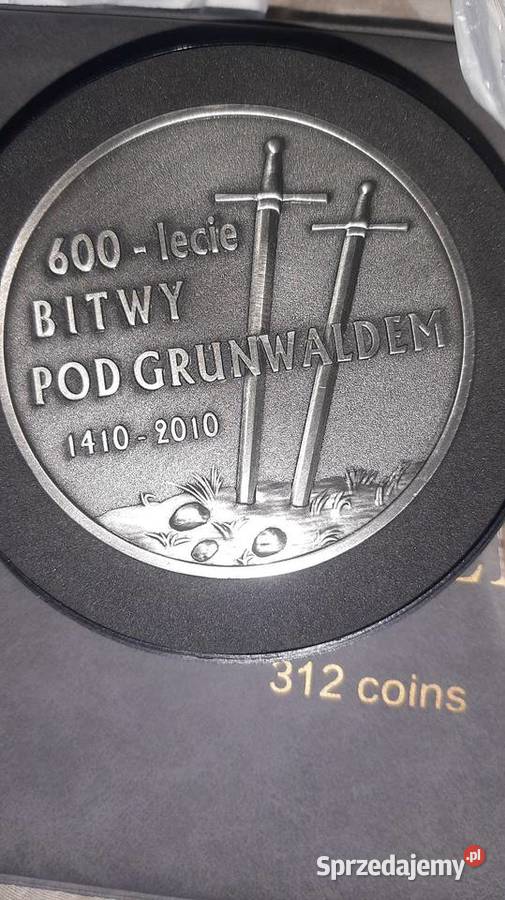 600 - lecie
BITWY
POD GRUNWALDEM
1410 - 2010
312 coins
Sprzedajemy.pl